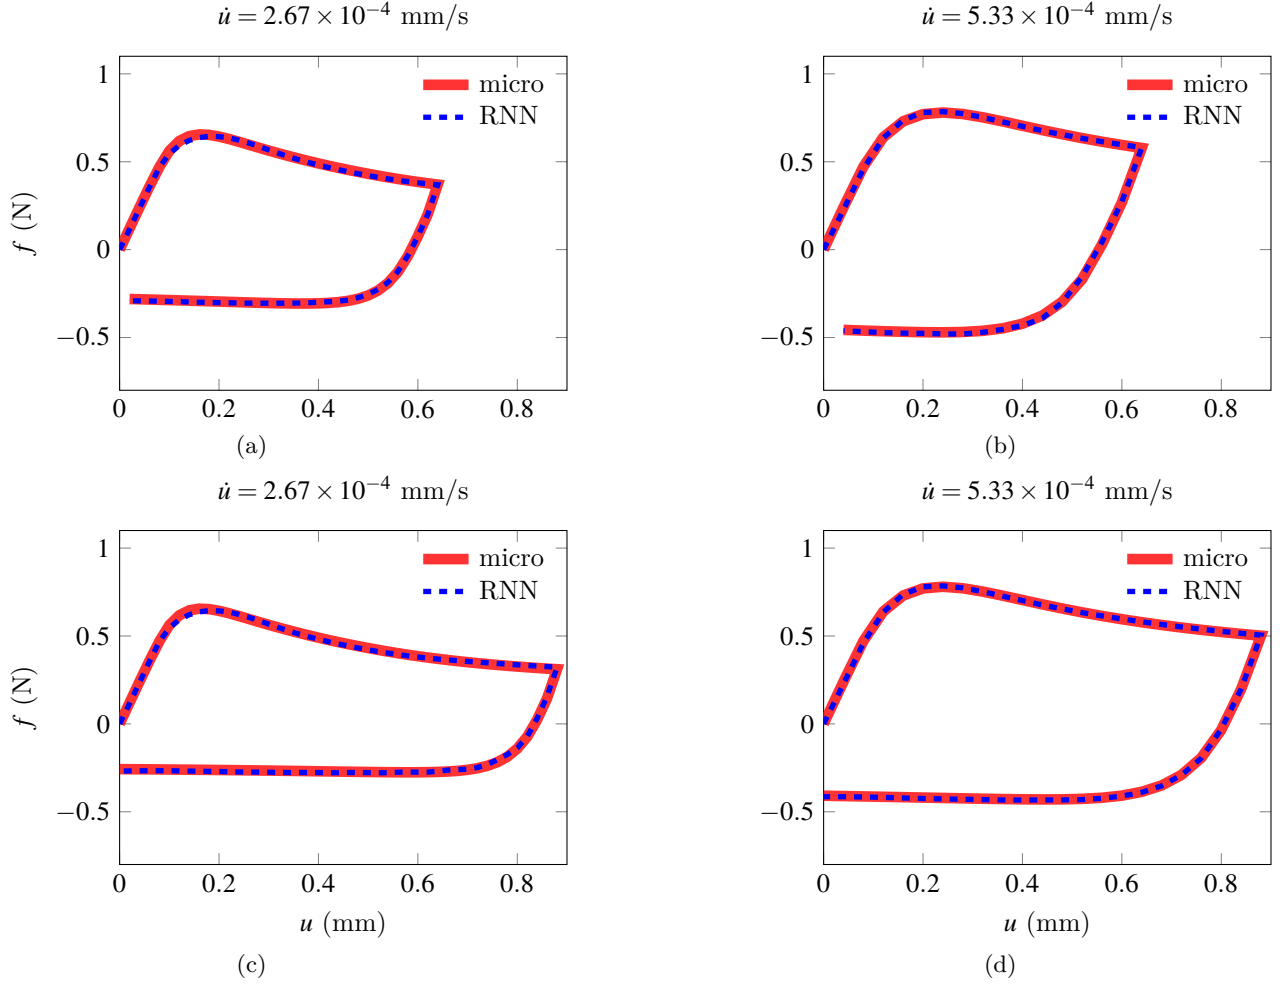 u̇ = 2.67 × 10⁻⁴ mm/s
f (N)
1
0.5
0
−0.5
0 0.2 0.4 0.6 0.8
micro
RNN
(a)
u̇ = 5.33 × 10⁻⁴ mm/s
1
0.5
0
−0.5
0 0.2 0.4 0.6 0.8
micro
RNN
(b)
u̇ = 2.67 × 10⁻⁴ mm/s
f (N)
1
0.5
0
−0.5
0 0.2 0.4 0.6 0.8
micro
RNN
u (mm)
(c)
u̇ = 5.33 × 10⁻⁴ mm/s
1
0.5
0
−0.5
0 0.2 0.4 0.6 0.8
micro
RNN
u (mm)
(d)